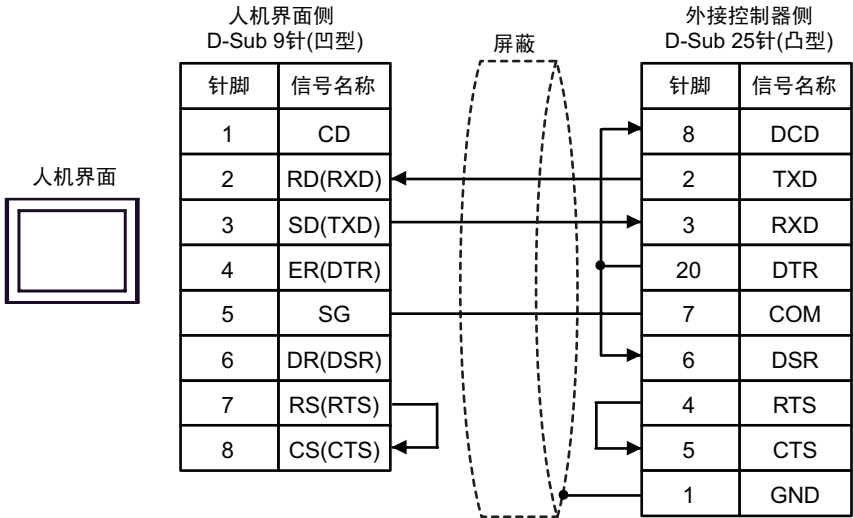 人机界面侧
D-Sub 9针(凹型)
屏蔽
外接控制器侧
D-Sub 25针(凸型)
人机界面
针脚 信号名称
1 CD
2 RD(RXD)
3 SD(TXD)
4 ER(DTR)
5 SG
6 DR(DSR)
7 RS(RTS)
8 CS(CTS)
针脚 信号名称
8 DCD
2 TXD
3 RXD
20 DTR
7 COM
6 DSR
4 RTS
5 CTS
1 GND